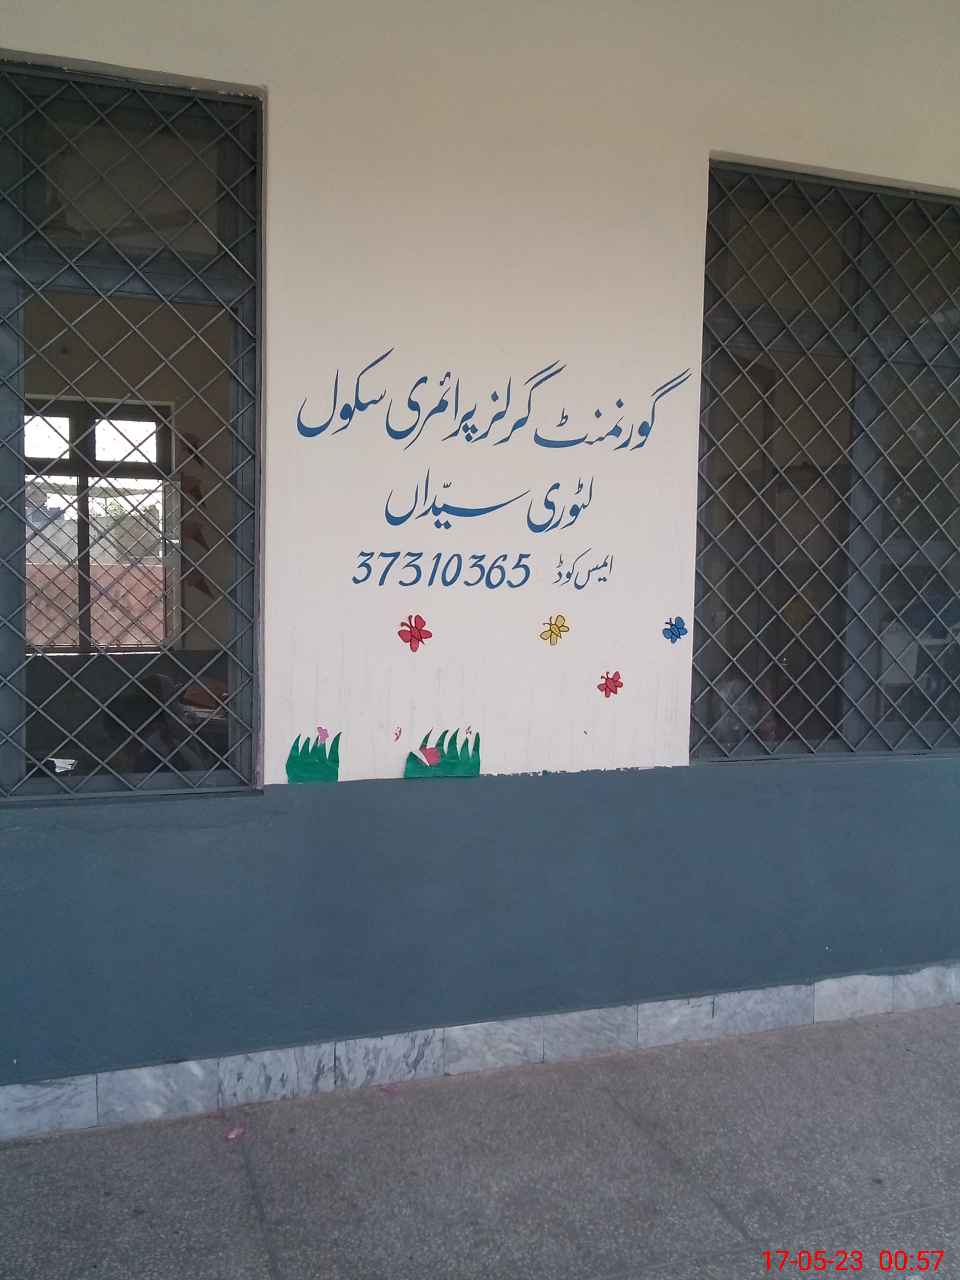 گورنمنٹ گرلز پرائمری سکول
لٹوری سیّداں
ایمس کوڈ 37310365
17-05-23 00:57